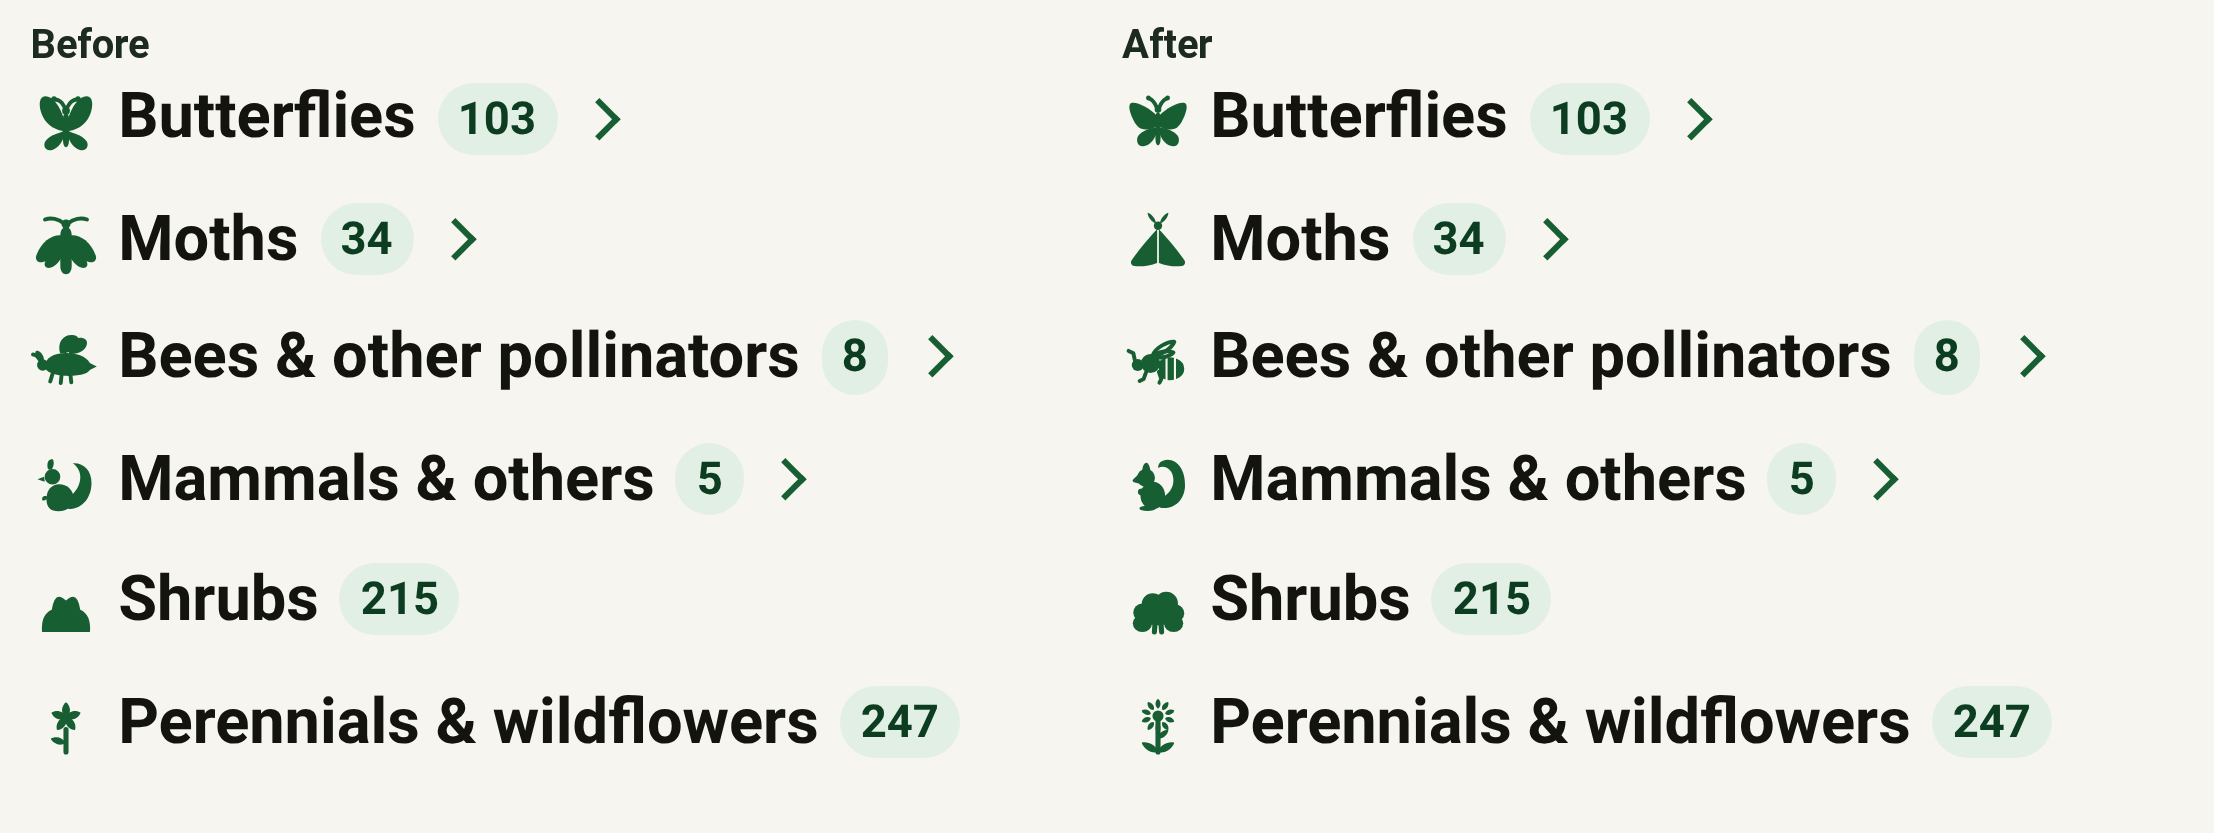 Before
Butterflies 103
Moths 34
Bees & other pollinators 8
Mammals & others 5
Shrubs 215
Perennials & wildflowers 247
After
Butterflies 103
Moths 34
Bees & other pollinators 8
Mammals & others 5
Shrubs 215
Perennials & wildflowers 247